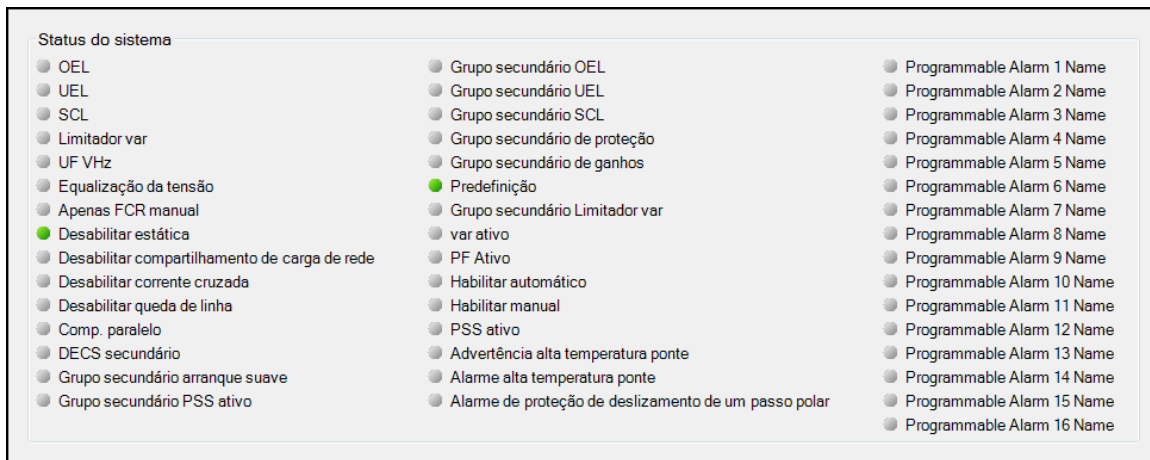 Status do sistema
OEL
UEL
SCL
Limitador var
UF VHz
Equalização da tensão
Apenas FCR manual
Desabilitar estática
Desabilitar compartilhamento de carga de rede
Desabilitar corrente cruzada
Desabilitar queda de linha
Comp. paralelo
DECS secundário
Grupo secundário arranque suave
Grupo secundário PSS ativo
Grupo secundário OEL
Grupo secundário UEL
Grupo secundário SCL
Grupo secundário de proteção
Grupo secundário de ganhos
Predefinição
Grupo secundário Limitador var
var ativo
PF Ativo
Habilitar automático
Habilitar manual
PSS ativo
Advertência alta temperatura ponte
Alarme alta temperatura ponte
Alarme de proteção de deslizamento de um passo polar
Programmable Alarm 1 Name
Programmable Alarm 2 Name
Programmable Alarm 3 Name
Programmable Alarm 4 Name
Programmable Alarm 5 Name
Programmable Alarm 6 Name
Programmable Alarm 7 Name
Programmable Alarm 8 Name
Programmable Alarm 9 Name
Programmable Alarm 10 Name
Programmable Alarm 11 Name
Programmable Alarm 12 Name
Programmable Alarm 13 Name
Programmable Alarm 14 Name
Programmable Alarm 15 Name
Programmable Alarm 16 Name